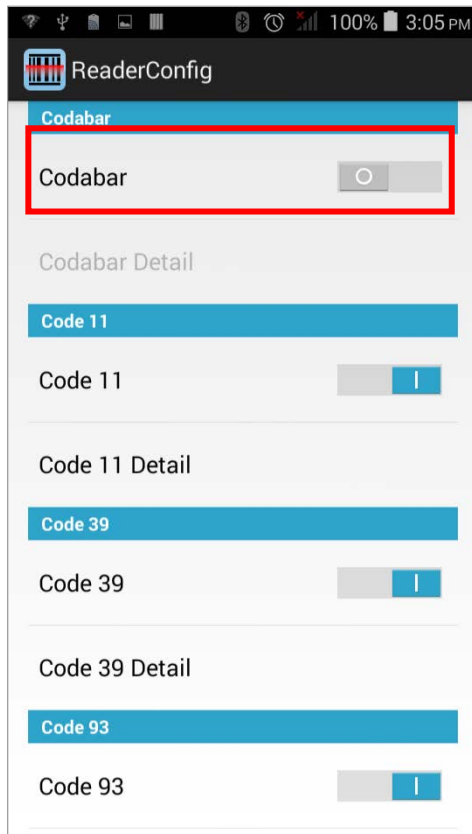 100% 3:05 PM
ReaderConfig
Codabar
Codabar
Codabar Detail
Code 11
Code 11
Code 11 Detail
Code 39
Code 39
Code 39 Detail
Code 93
Code 93